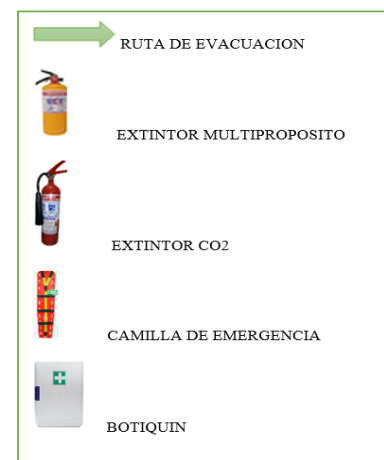 RUTA DE EVACUACION
EXTINTOR MULTIPROPOSITO
EXTINTOR CO2
CAMILLA DE EMERGENCIA
BOTIQUIN